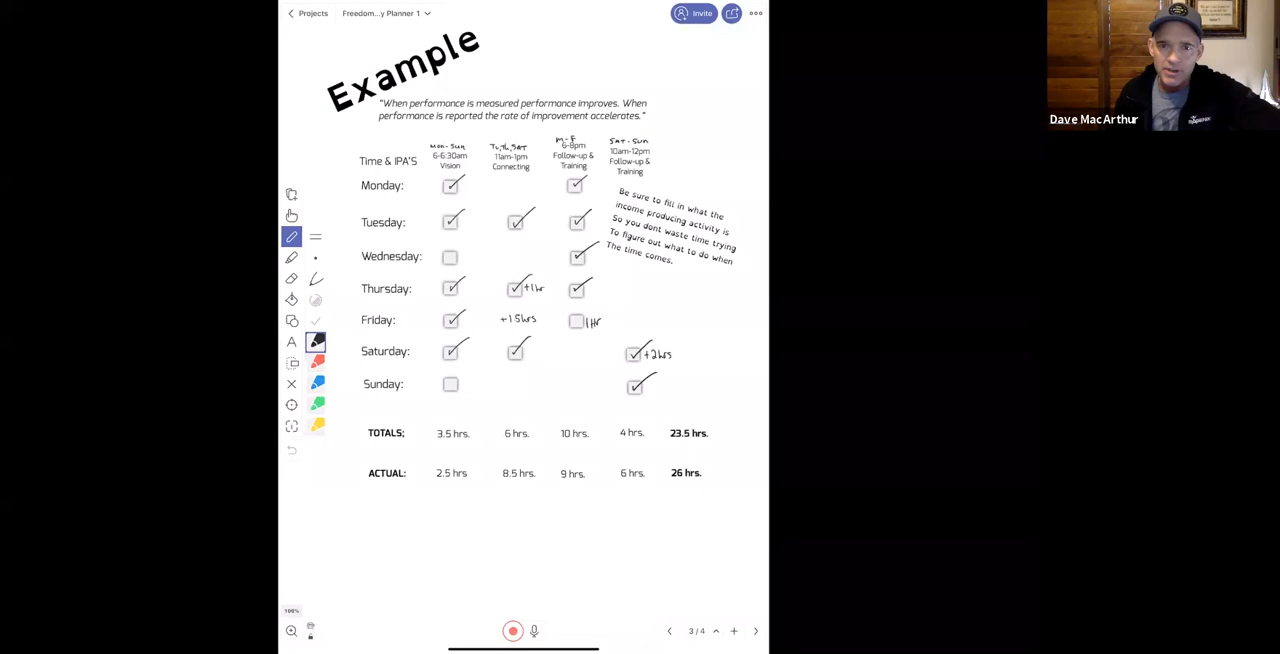 Projects
Freedom...y Planner 1
Invite
Example
"When performance is measured performance improves. When
performance is reported the rate of improvement accelerates."
Time & IPA'S
Mon-Sun
6-6:30am
Vision
Tu, Th, SAT
11am-1pm
Connecting
M-F
6-8pm
Follow-up &
Training
SAT-SUN
10am-12pm
Follow-up &
Training
Monday:
Tuesday:
Be sure to fill in what the
income producing activity is
So you dont waste time trying
To figure out what to do when
The time comes.
Wednesday:
Thursday:
+1hr
Friday:
+1.5hrs
1HR
Saturday:
+2hrs
Sunday:
TOTALS;
3.5 hrs.
6 hrs.
10 hrs.
4 hrs.
23.5 hrs.
ACTUAL:
2.5 hrs
8.5 hrs.
9 hrs.
6 hrs.
26 hrs.
100%
3 / 4
A
Dave MacArthur